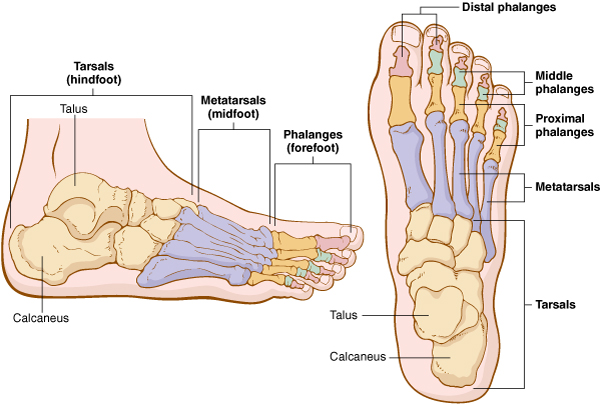 Tarsals
(hindfoot)
Talus
Metatarsals
(midfoot)
Phalanges
(forefoot)
Calcaneus
Distal phalanges
Middle
phalanges
Proximal
phalanges
Metatarsals
Tarsals
Talus
Calcaneus